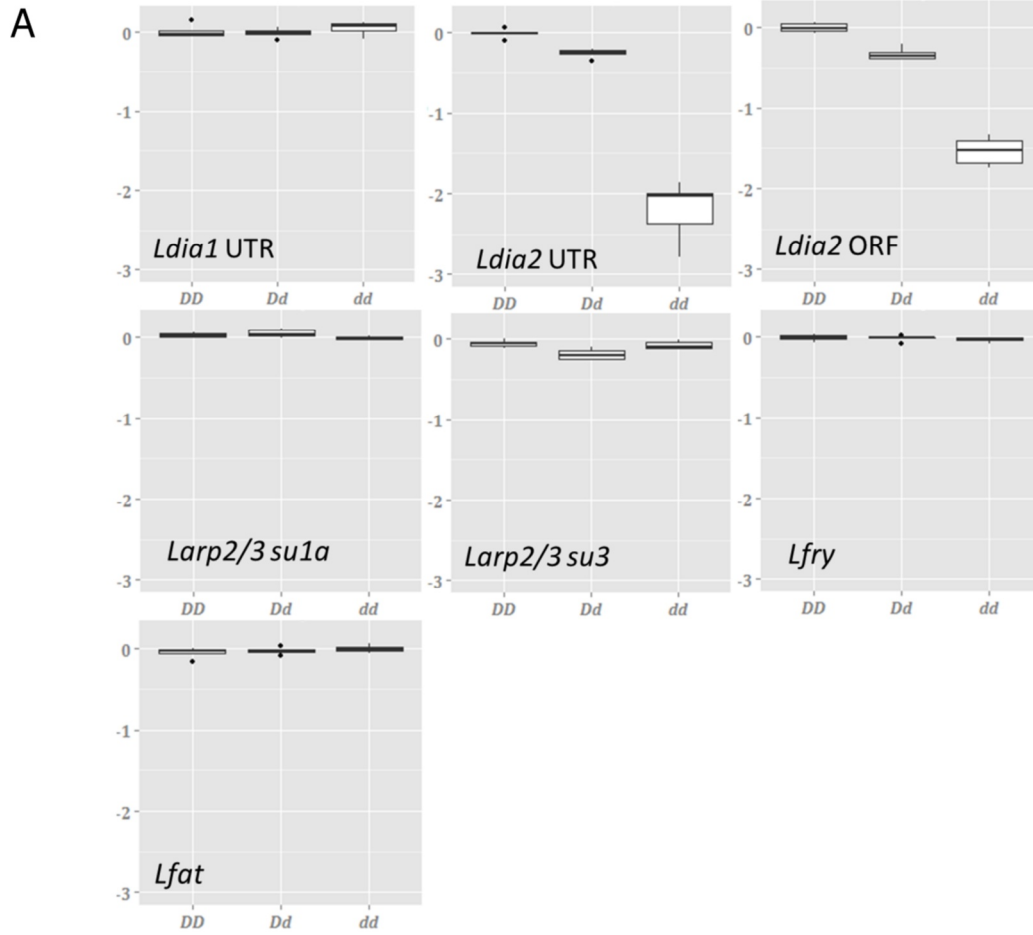 A
0
-1
-2
-3
Ldia1 UTR
DD Dd dd
0
-1
-2
-3
Ldia2 UTR
DD Dd dd
0
-1
-2
-3
Ldia2 ORF
DD Dd dd
0
-1
-2
-3
Larp2/3 su1a
DD Dd dd
0
-1
-2
-3
Larp2/3 su3
DD Dd dd
0
-1
-2
-3
Lfry
DD Dd dd
0
-1
-2
-3
Lfat
DD Dd dd